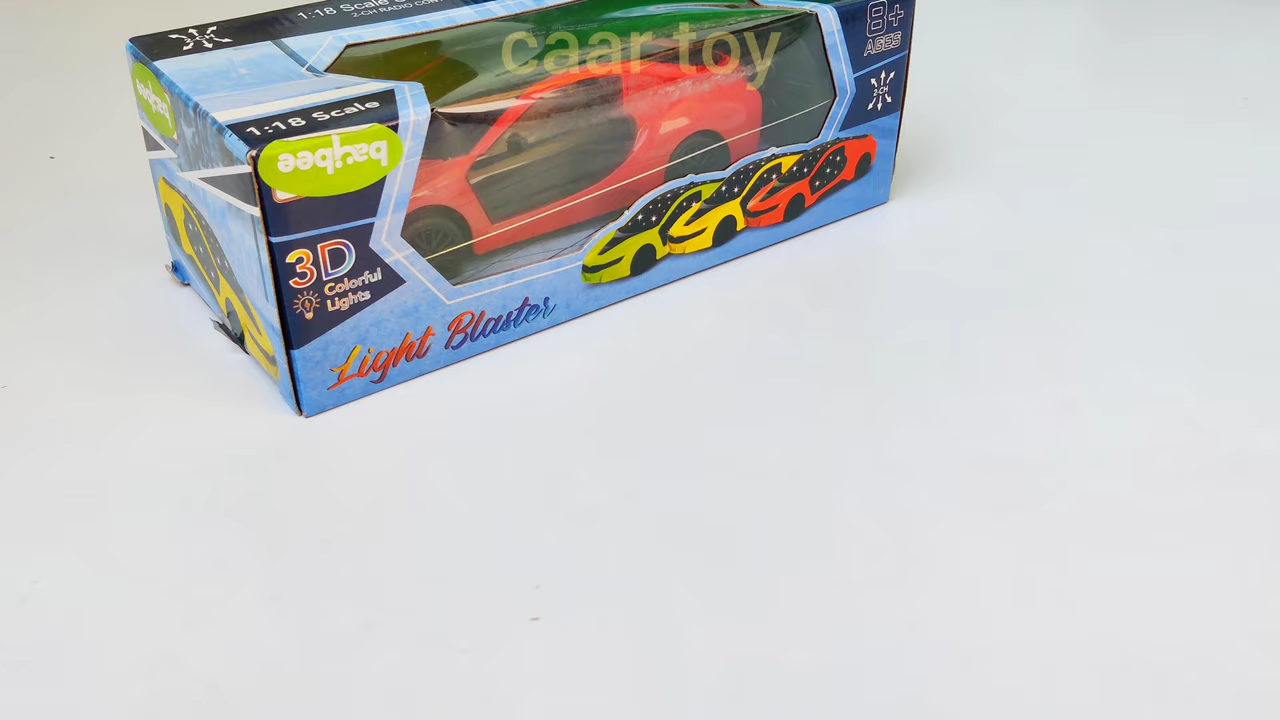 1:18 Scale
2-CH RADIO CON
caar toy
8+
AGES
2-CH
1:18 Scale
baybee
baybee
3D
Colorful
Lights
Light Blaster